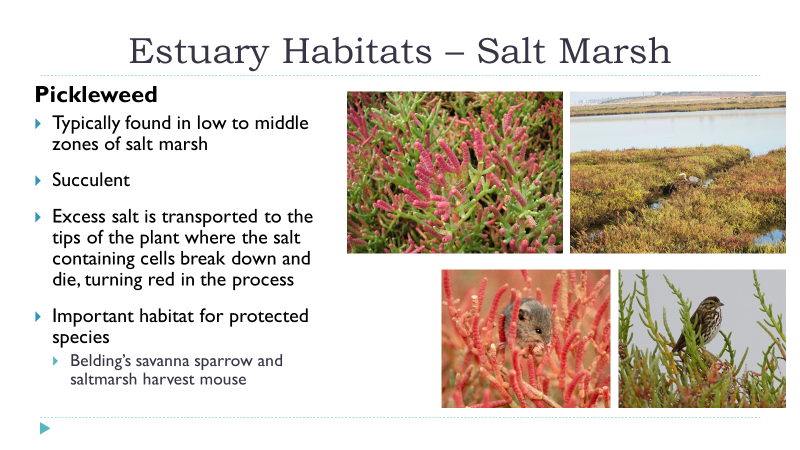 Estuary Habitats – Salt Marsh
Pickleweed
Typically found in low to middle
zones of salt marsh
Succulent
Excess salt is transported to the
tips of the plant where the salt
containing cells break down and
die, turning red in the process
Important habitat for protected
species
Belding’s savanna sparrow and
saltmarsh harvest mouse